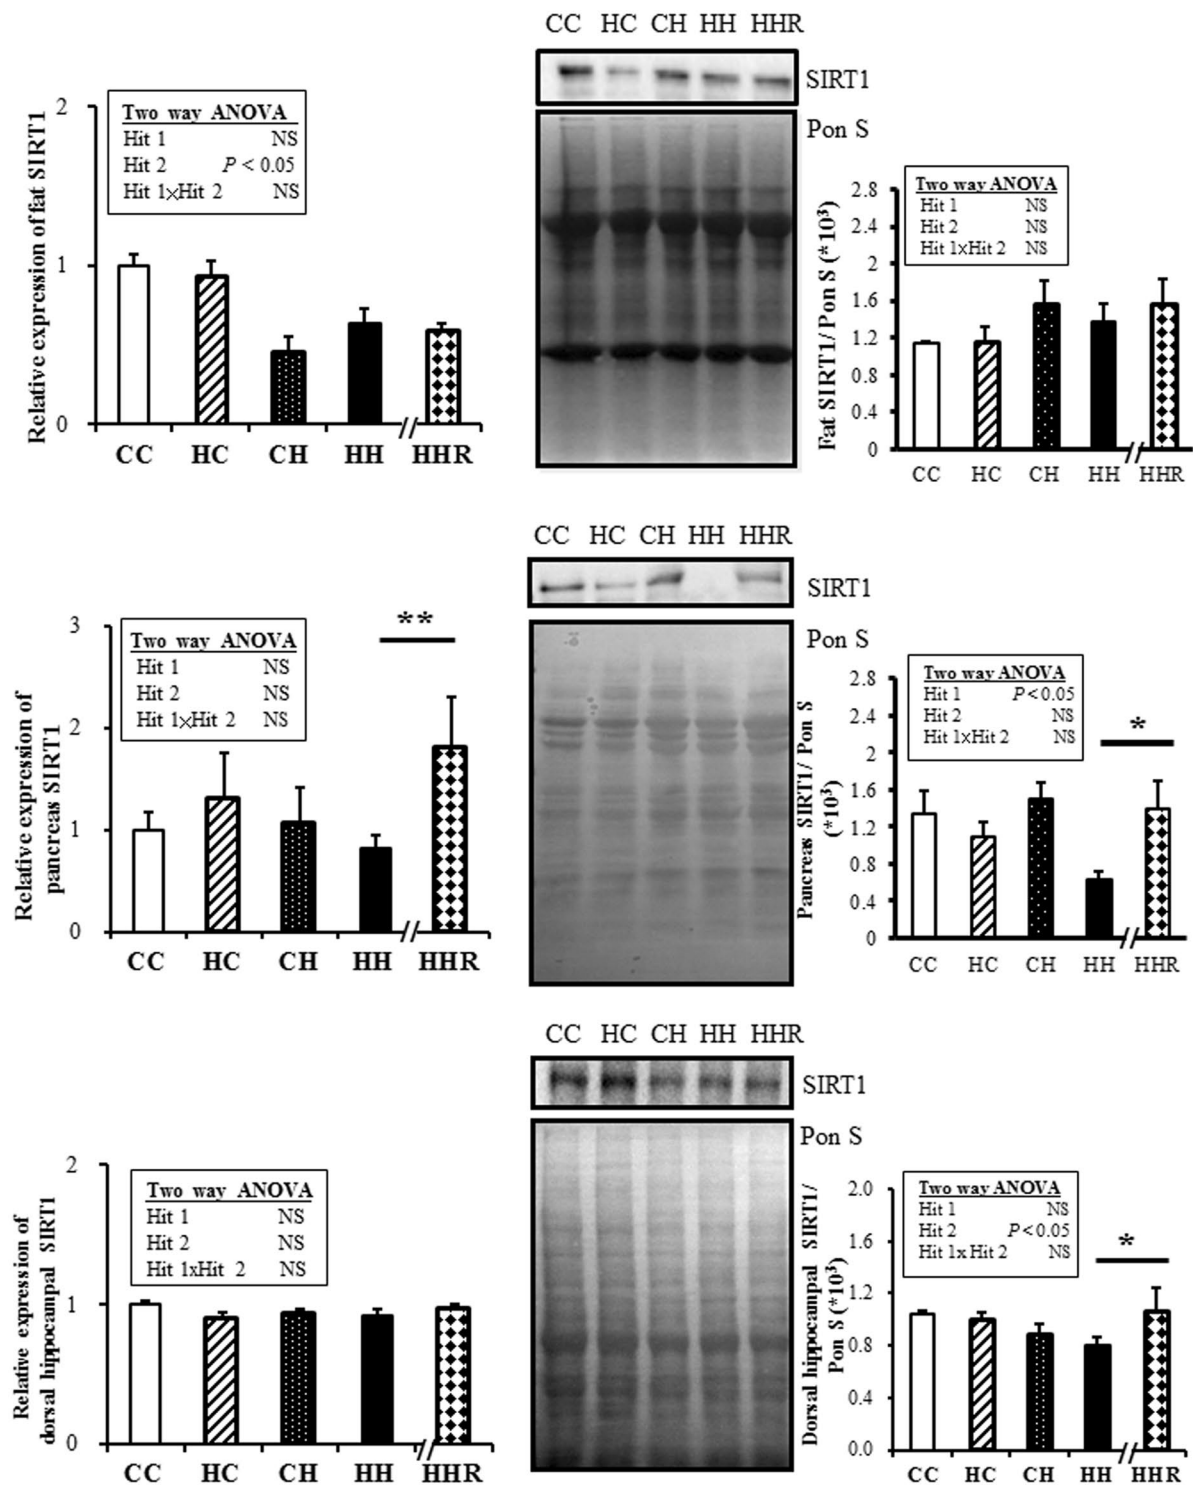 CC HC CH HH HHR
SIRT1
Pon S
Relative expression of fat SIRT1
2
1
0
Two way ANOVA
Hit 1 NS
Hit 2 P < 0.05
Hit 1×Hit 2 NS
CC HC CH HH HHR
Fat SIRT1/ Pon S (*10³)
2.8
2.4
2
1.6
1.2
0.8
0.4
0
Two way ANOVA
Hit 1 NS
Hit 2 NS
Hit 1xHit 2 NS
CC HC CH HH HHR
CC HC CH HH HHR
SIRT1
Pon S
Relative expression of
pancreas SIRT1
3
2
1
0
Two way ANOVA
Hit 1 NS
Hit 2 NS
Hit 1×Hit 2 NS
**
CC HC CH HH HHR
Pancreas SIRT1/ Pon S
(*10³)
2.8
2.4
2
1.6
1.2
0.8
0.4
0
Two way ANOVA
Hit 1 P<0.05
Hit 2 NS
Hit 1xHit 2 NS
*
CC HC CH HH HHR
CC HC CH HH HHR
SIRT1
Pon S
Relative expression of
dorsal hippocampal SIRT1
2
1
0
Two way ANOVA
Hit 1 NS
Hit 2 NS
Hit 1xHit 2 NS
CC HC CH HH HHR
Dorsal hippocampal SIRT1/
Pon S (*10³)
2.0
1.6
1.2
0.8
0.4
0.0
Two way ANOVA
Hit 1 NS
Hit 2 P<0.05
Hit 1x Hit 2 NS
*
CC HC CH HH HHR